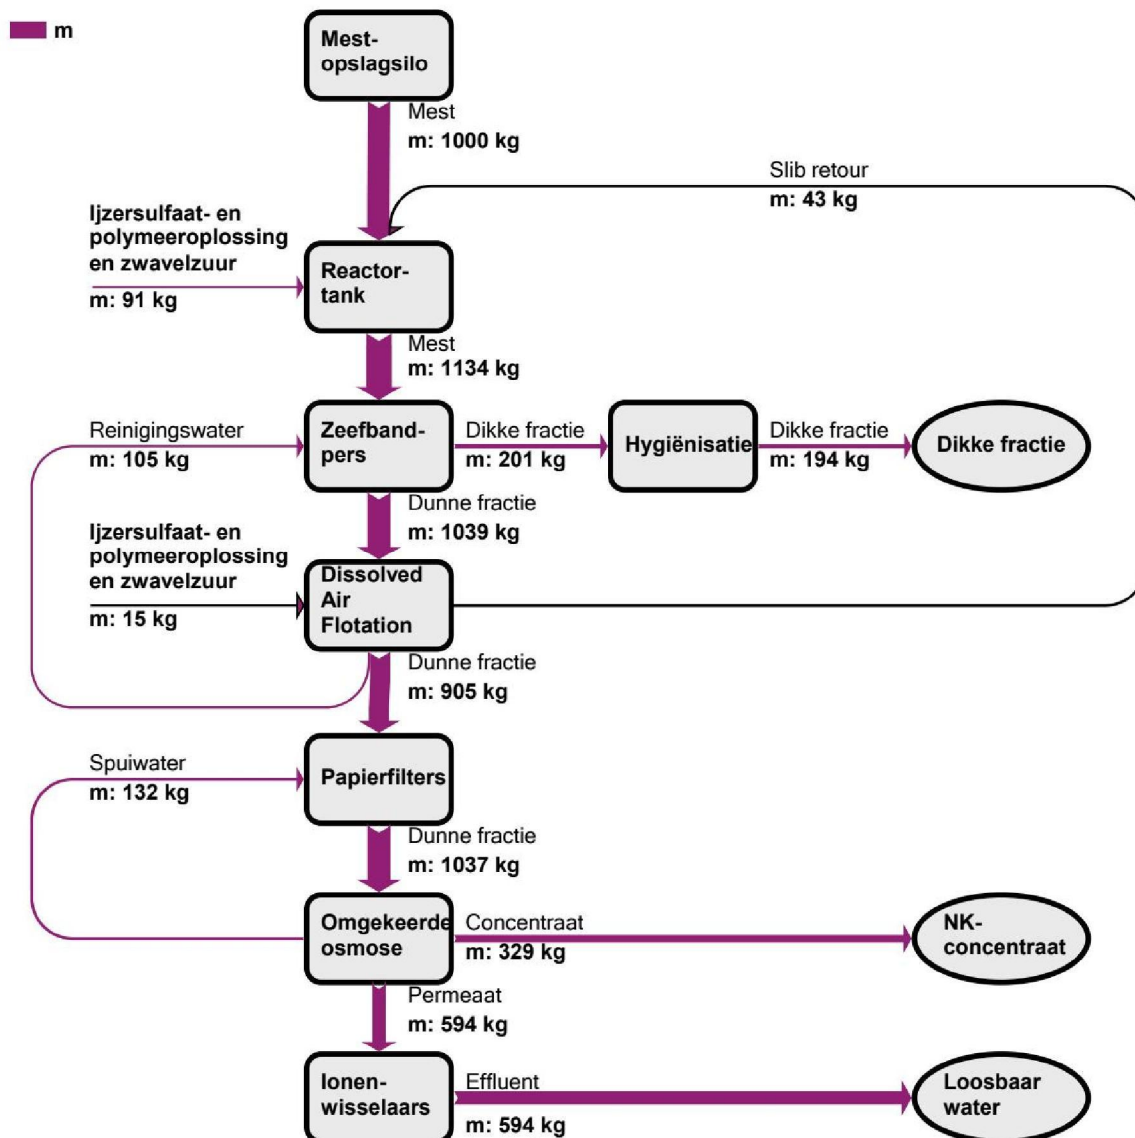 m
Mest-
opslagsilo
Mest
m: 1000 kg
Slib retour
m: 43 kg
Ijzersulfaat- en
polymeeroplossing
en zwavelzuur
m: 91 kg
Reactor-
tank
Mest
m: 1134 kg
Reinigingswater
m: 105 kg
Zeefband-
pers
Dikke fractie
m: 201 kg
Hygiënisatie
Dikke fractie
m: 194 kg
Dikke fractie
Dunne fractie
m: 1039 kg
Ijzersulfaat- en
polymeeroplossing
en zwavelzuur
m: 15 kg
Dissolved
Air
Flotation
Dunne fractie
m: 905 kg
Spuiwater
m: 132 kg
Papierfilters
Dunne fractie
m: 1037 kg
Omgekeerde
osmose
Concentraat
m: 329 kg
NK-
concentraat
Permeaat
m: 594 kg
Ionen-
wisselaars
Effluent
m: 594 kg
Loosbaar
water